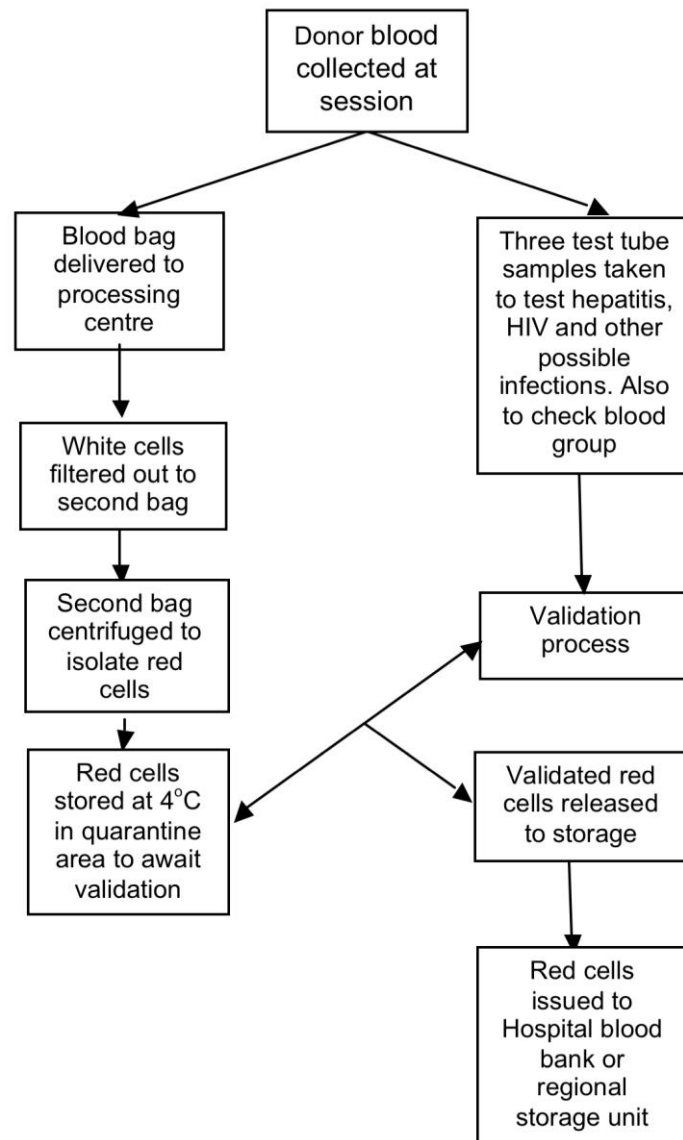 Donor blood
collected at
session
Blood bag
delivered to
processing
centre
Three test tube
samples taken
to test hepatitis,
HIV and other
possible
infections. Also
to check blood
group
White cells
filtered out to
second bag
Second bag
centrifuged to
isolate red
cells
Validation
process
Red cells
stored at 4°C
in quarantine
area to await
validation
Validated red
cells released
to storage
Red cells
issued to
Hospital blood
bank or
regional
storage unit